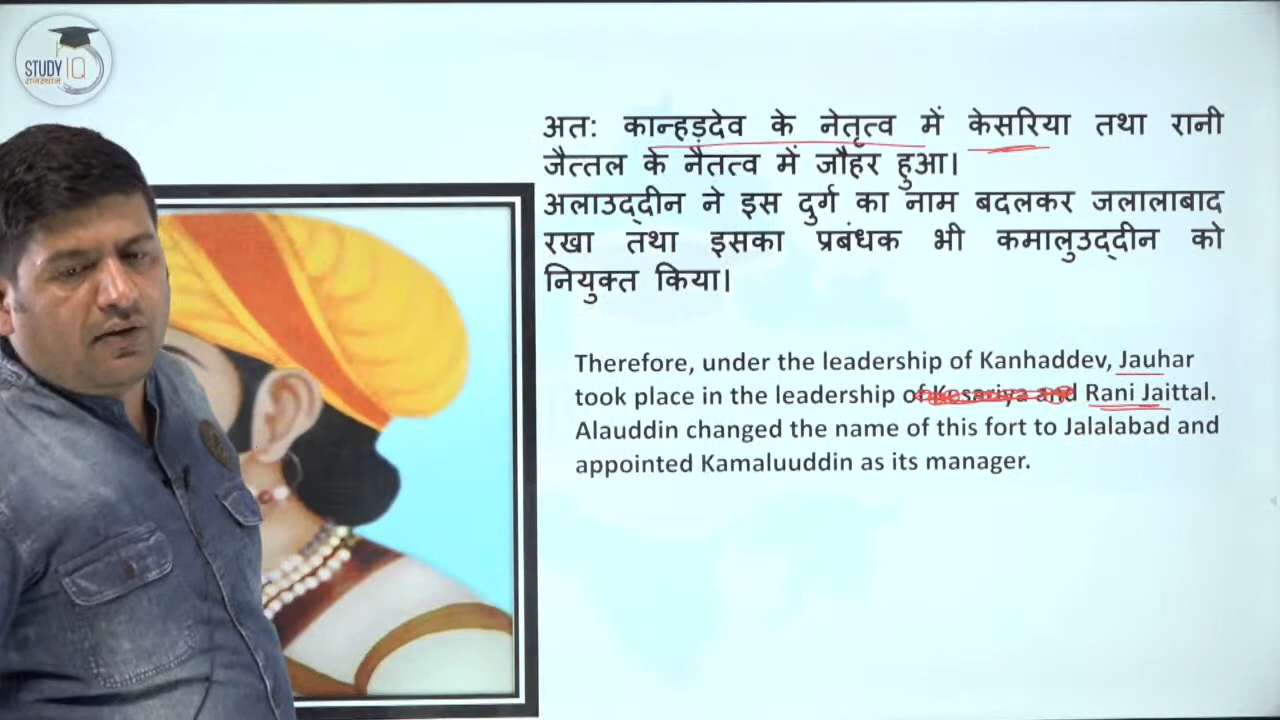 STUDY IQ
राजस्थान
अत: कान्हड़देव के नेतृत्व में केसरिया तथा रानी
जैत्तल के नैतत्व में जौहर हुआ।
अलाउद्दीन ने इस दुर्ग का नाम बदलकर जलालाबाद
रखा तथा इसका प्रबंधक भी कमालुउद्दीन को
नियुक्त किया।
Therefore, under the leadership of Kanhaddev, Jauhar
took place in the leadership of Kesariya and Rani Jaittal.
Alauddin changed the name of this fort to Jalalabad and
appointed Kamaluuddin as its manager.